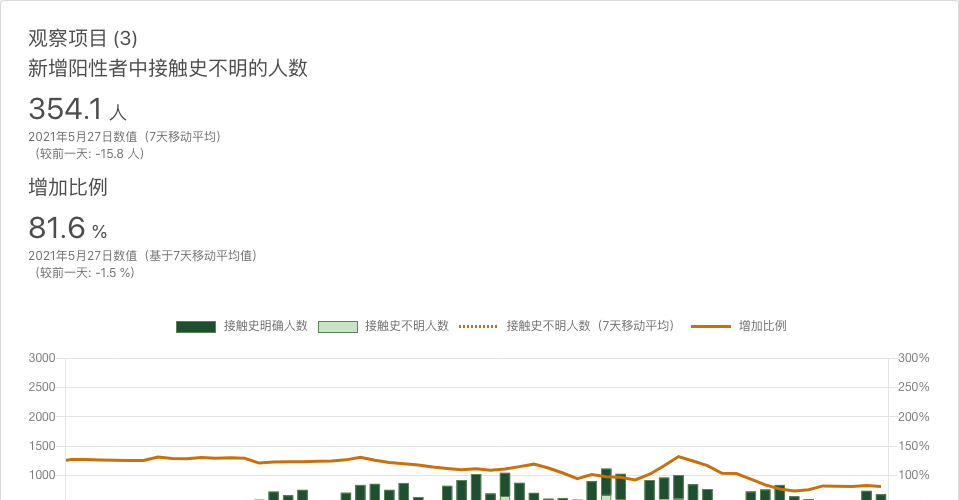 观察项目 (3)
新增阳性者中接触史不明的人数
354.1 人
2021年5月27日数值（7天移动平均）
（较前一天: -15.8 人）
增加比例
81.6 %
2021年5月27日数值（基于7天移动平均值）
（较前一天: -1.5 %）
接触史明确人数 接触史不明人数 接触史不明人数（7天移动平均） 增加比例
3000 300%
2500 250%
2000 200%
1500 150%
1000 100%